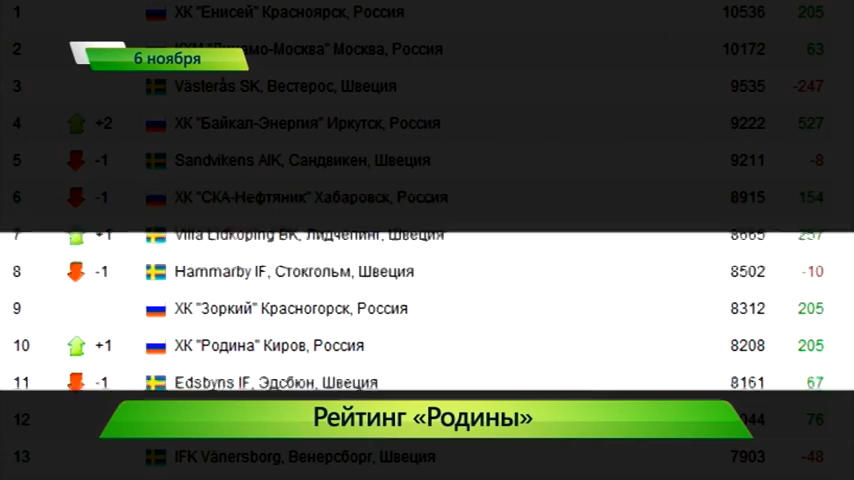 1 ХК "Енисей" Красноярск, Россия 10536 205
2 Москва" Москва, Россия 10172 63
6 ноября
3 Västerås SK, Вестерос, Швеция 9535 -247
4 +2 ХК "Байкал-Энергия" Иркутск, Россия 9222 527
5 -1 Sandvikens AIK, Сандвикен, Швеция 9211 -8
6 -1 ХК "СКА-Нефтяник" Хабаровск, Россия 8915 154
7 +1 Villa Lidköping BK, Лидчепинг, Швеция 8665 257
8 -1 Hammarby IF, Стокгольм, Швеция 8502 -10
9 ХК "Зоркий" Красногорск, Россия 8312 205
10 +1 ХК "Родина" Киров, Россия 8208 205
11 -1 Edsbyns IF, Эдсбюн, Швеция 8161 67
12 76
Рейтинг «Родины»
13 IFK Vänersborg, Венерсборг, Швеция 7903 -48